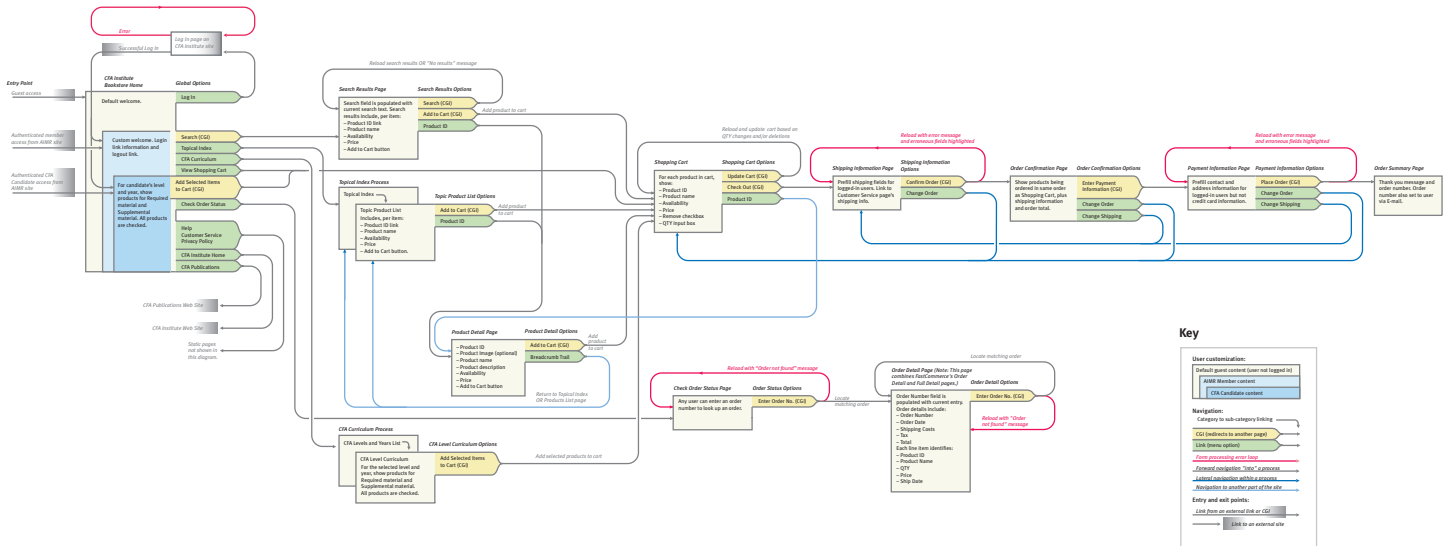 Error
Log In page on
CFA Institute site
Successful Log In
Entry Point
CFA Institute
Bookstore Home
Global Options
Guest access
Default welcome.
Log In
Authenticated member
access from AIMR site
Custom welcome. Login
link information and
logout link.
Search (CGI)
Topical Index
CFA Curriculum
View Shopping Cart
Authenticated CFA
Candidate access from
AIMR site
For candidate's level
and year, show
products for Required
material and
Supplemental
material. All products
are checked.
Add Selected Items
to Cart (CGI)
Check Order Status
Help
Customer Service
Privacy Policy
CFA Institute Home
CFA Publications
CFA Publications Web Site
CFA Institute Web Site
Static pages
not shown in
this diagram.
Reload search results OR "No results" message
Search Results Page
Search Results Options
Search field is populated with
current search text. Search
results include, per item:
– Product ID link
– Product name
– Availability
– Price
– Add to Cart button
Search (CGI)
Add to Cart (CGI)
Product ID
Add product to cart
Topical Index Process
Topical Index
Topic Product List
Includes, per item:
– Product ID link
– Product name
– Availability
– Price
– Add to Cart button.
Topic Product List Options
Add to Cart (CGI)
Product ID
Add product
to cart
Product Detail Page
Product Detail Options
– Product ID
– Product image (optional)
– Product name
– Product description
– Availability
– Price
– Add to Cart button
Add to Cart (CGI)
Breadcrumb Trail
Add
product
to cart
Return to Topical Index
OR Products List page
CFA Curriculum Process
CFA Levels and Years List
CFA Level Curriculum
For the selected level and
year, show products for
Required material and
Supplemental material.
All products are checked.
CFA Level Curriculum Options
Add Selected Items
to Cart (CGI)
Add selected products to cart
Reload and update cart based on
QTY changes and/or deletions
Shopping Cart
Shopping Cart Options
For each product in cart,
show:
– Product ID
– Product name
– Availability
– Price
– Remove checkbox
– QTY input box
Update Cart (CGI)
Check Out (CGI)
Product ID
Reload with error message
and erroneous fields highlighted
Shipping Information Page
Shipping Information
Options
Prefill shipping fields for
logged-in users. Link to
Customer Service page's
shipping info.
Confirm Order (CGI)
Change Order
Order Confirmation Page
Order Confirmation Options
Show products being
ordered in same order
as Shopping Cart, plus
shipping information
and order total.
Enter Payment
Information (CGI)
Change Order
Change Shipping
Reload with error message
and erroneous fields highlighted
Payment Information Page
Payment Information Options
Prefill contact and
address information for
logged-in users but not
credit card information.
Place Order (CGI)
Change Order
Change Shipping
Order Summary Page
Thank you message and
order number. Order
number also set to user
via E-mail.
Reload with "Order not found" message
Check Order Status Page
Order Status Options
Any user can enter an order
number to look up an order.
Enter Order No. (CGI)
Locate
matching order
Locate matching order
Order Detail Page (Note: This page
combines FastCommerce's Order
Detail and Full Detail pages.)
Order Detail Options
Order Number field is
populated with current entry.
Order details include:
– Order Number
– Order Date
– Shipping Costs
– Tax
– Total
Each line item identifies:
– Product ID
– Product Name
– QTY
– Price
– Ship Date
Enter Order No. (CGI)
Reload with "Order
not found" message
Key
User customization:
Default guest content (user not logged in)
AIMR Member content
CFA Candidate content
Navigation:
Category to sub-category linking
CGI (redirects to another page)
Link (menu option)
Form processing error loop
Forward navigation "into" a process
Lateral navigation within a process
Navigation to another part of the site
Entry and exit points:
Link from an external link or CGI
Link to an external site